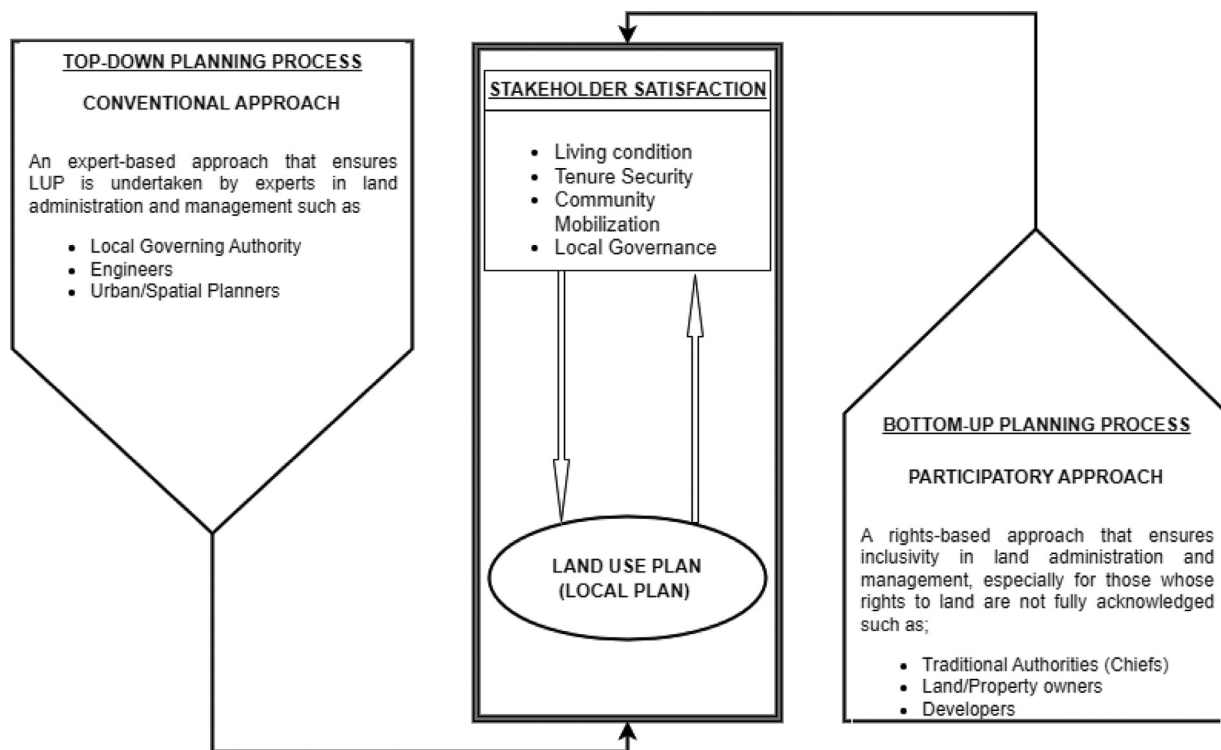 TOP-DOWN PLANNING PROCESS
CONVENTIONAL APPROACH
An expert-based approach that ensures
LUP is undertaken by experts in land
administration and management such as
• Local Governing Authority
• Engineers
• Urban/Spatial Planners
STAKEHOLDER SATISFACTION
• Living condition
• Tenure Security
• Community
Mobilization
• Local Governance
LAND USE PLAN
(LOCAL PLAN)
BOTTOM-UP PLANNING PROCESS
PARTICIPATORY APPROACH
A rights-based approach that ensures
inclusivity in land administration and
management, especially for those whose
rights to land are not fully acknowledged
such as;
• Traditional Authorities (Chiefs)
• Land/Property owners
• Developers